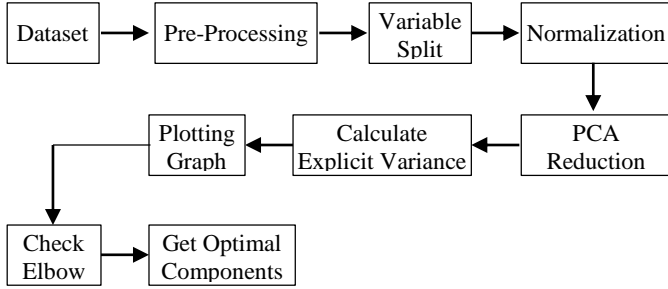 Dataset
Pre-Processing
Variable
Split
Normalization
PCA
Reduction
Calculate
Explicit Variance
Plotting
Graph
Check
Elbow
Get Optimal
Components